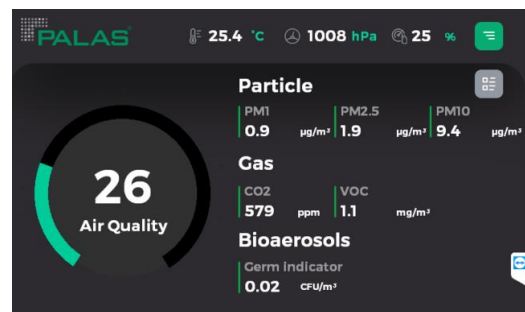 PALAS 25.4 °C 1008 hPa 25 %
Particle
PM1 PM2.5 PM10
0.9 µg/m³ 1.9 µg/m³ 9.4 µg/m³
Gas
CO2 VOC
579 ppm 1.1 mg/m³
26
Air Quality
Bioaerosols
Germ indicator
0.02 CFU/m³